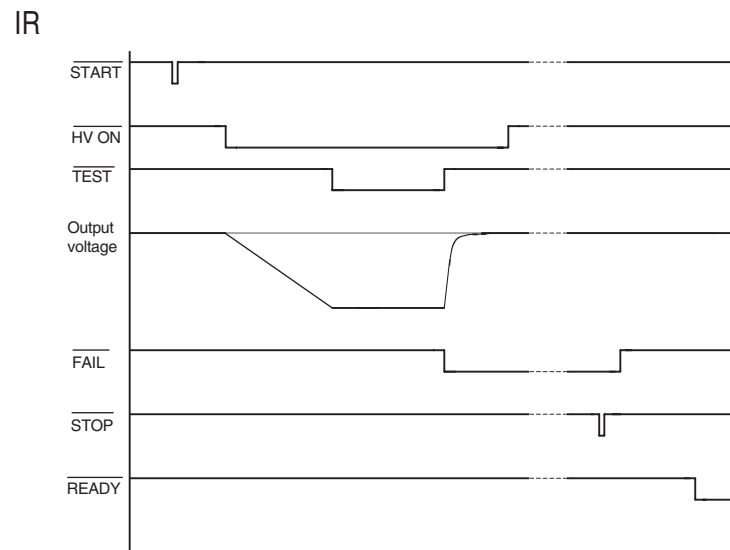 IR
START
HV ON
TEST
Output
voltage
FAIL
STOP
READY